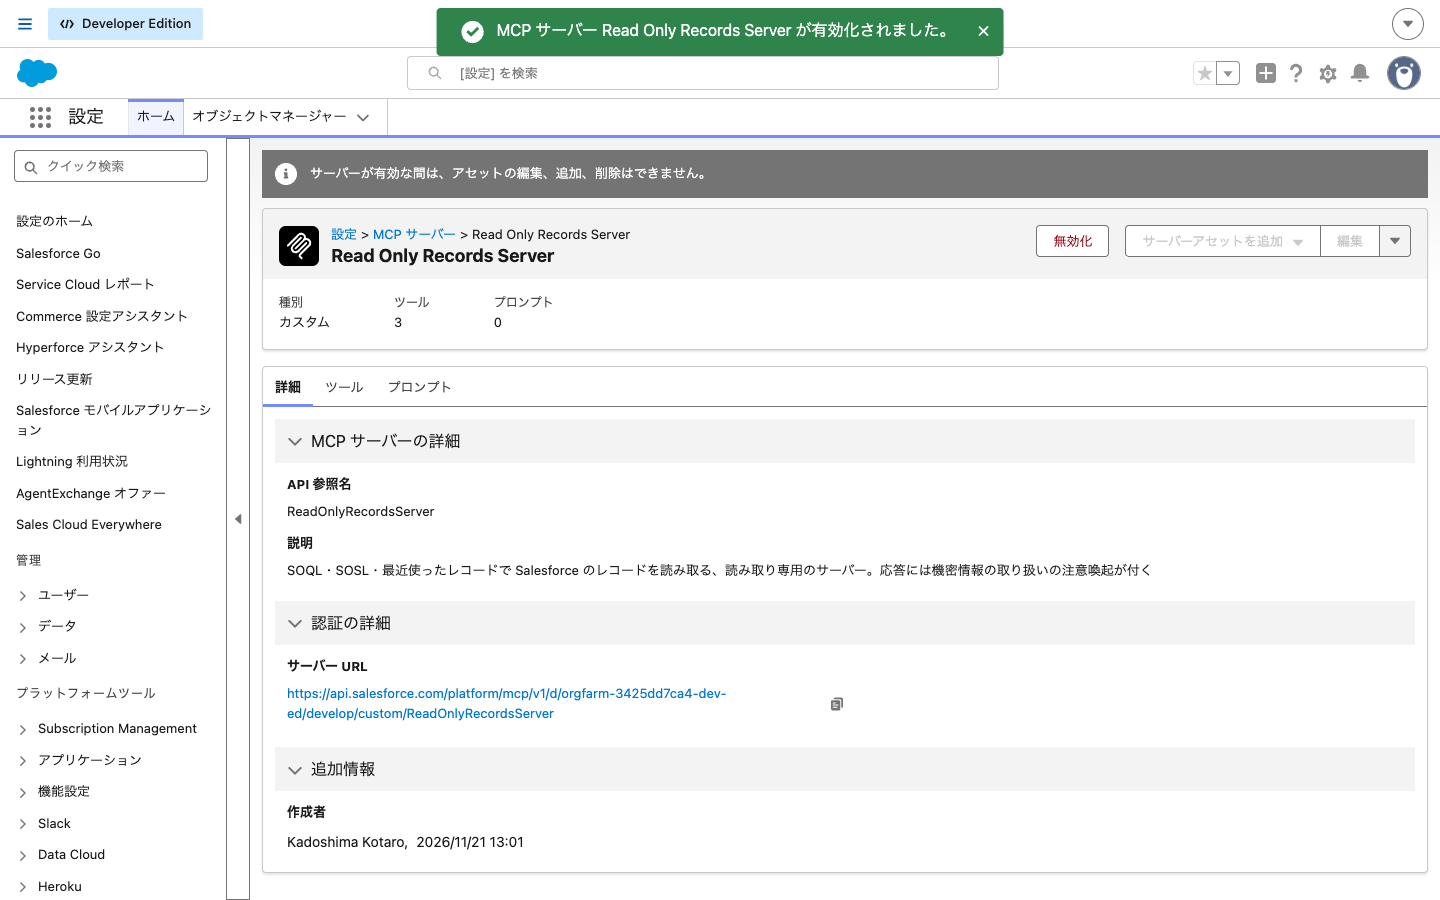 Developer Edition
MCP サーバー Read Only Records Server が有効化されました。
[設定] を検索
設定
ホーム
オブジェクトマネージャー
クイック検索
設定のホーム
Salesforce Go
Service Cloud レポート
Commerce 設定アシスタント
Hyperforce アシスタント
リリース更新
Salesforce モバイルアプリケーシ
ョン
Lightning 利用状況
AgentExchange オファー
Sales Cloud Everywhere
管理
ユーザー
データ
メール
プラットフォームツール
Subscription Management
アプリケーション
機能設定
Slack
Data Cloud
Heroku
サーバーが有効な間は、アセットの編集、追加、削除はできません。
設定 > MCP サーバー > Read Only Records Server
Read Only Records Server
無効化
サーバーアセットを追加
編集
種別
カスタム
ツール
3
プロンプト
0
詳細
ツール
プロンプト
MCP サーバーの詳細
API 参照名
ReadOnlyRecordsServer
説明
SOQL・SOSL・最近使ったレコードで Salesforce のレコードを読み取る、読み取り専用のサーバー。応答には機密情報の取り扱いの注意喚起が付く
認証の詳細
サーバー URL
https://api.salesforce.com/platform/mcp/v1/d/orgfarm-3425dd7ca4-dev-
ed/develop/custom/ReadOnlyRecordsServer
追加情報
作成者
Kadoshima Kotaro, 2026/11/21 13:01